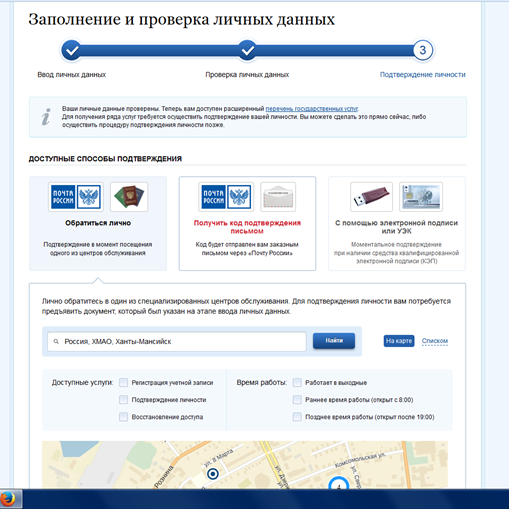 Заполнение и проверка личных данных
3
Ввод личных данных
Проверка личных данных
Подтверждение личности
Ваши личные данные проверены. Теперь вам доступен расширенный перечень государственных услуг.
Для получения ряда услуг требуется осуществить подтверждение вашей личности. Вы можете сделать это прямо сейчас, либо
осуществить процедуру подтверждения личности позже.
ДОСТУПНЫЕ СПОСОБЫ ПОДТВЕРЖДЕНИЯ
ПОЧТА
РОССИИ
Обратиться лично
Подтверждение в момент посещения
одного из центров обслуживания
ПОЧТА
РОССИИ
Получить код подтверждения
письмом
Код будет отправлен вам заказным
письмом через «Почту России»
С помощью электронной подписи
или УЭК
Моментальное подтверждение
при наличии средства квалифицированной
электронной подписи (КЭП)
Лично обратитесь в один из специализированных центров обслуживания. Для подтверждения личности вам потребуется
предъявить документ, который был указан на этапе ввода личных данных.
Россия, ХМАО, Ханты-Мансийск
Найти
На карте
Списком
Доступные услуги:
Регистрация учетной записи
Подтверждение личности
Восстановление доступа
Время работы:
Работает в выходные
Раннее время работы (открыт с 8:00)
Позднее время работы (открыт после 19:00)
ул. 8 Марта
Рознина
Комсомольская ул.
4